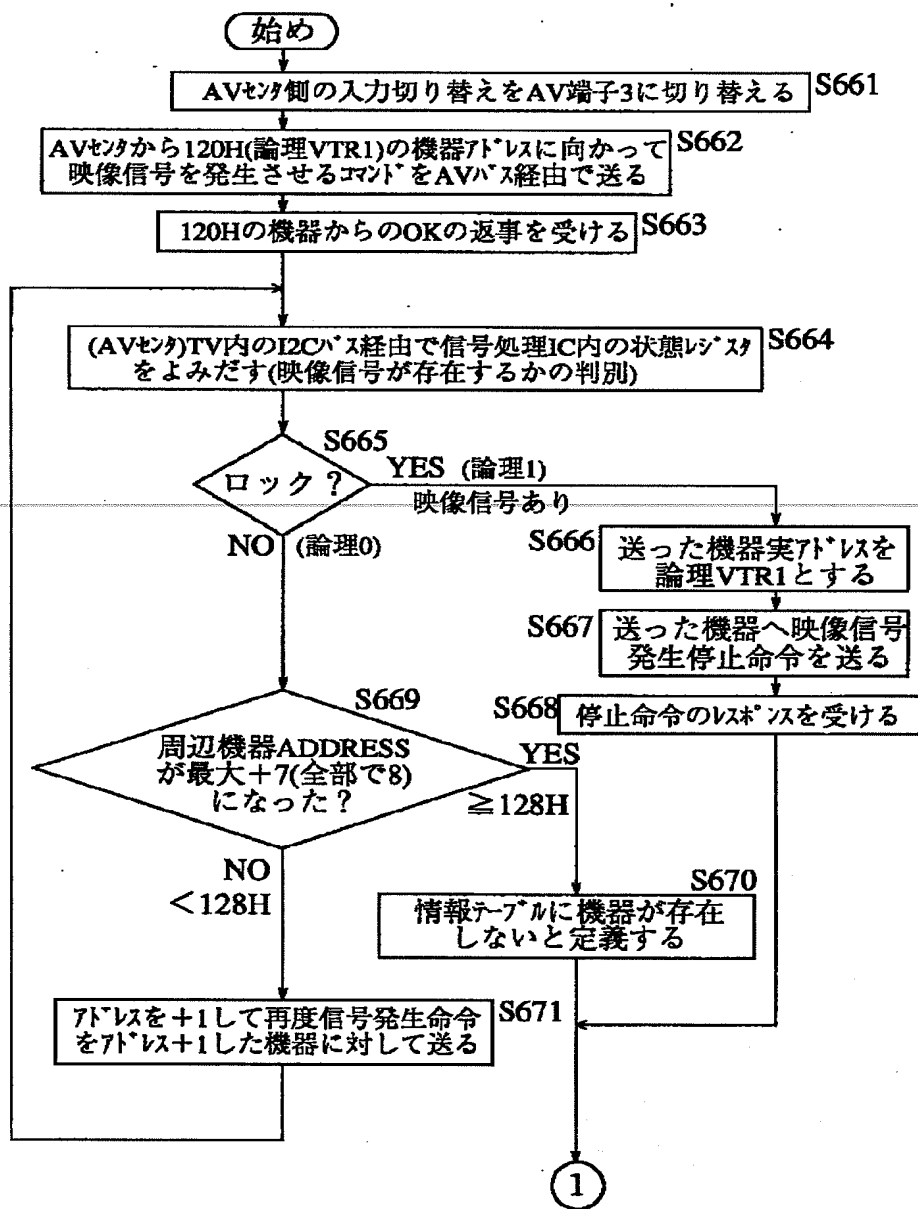 始め
AVセンタ側の入力切り替えをAV端子3に切り替える
S661
S662
AVセンタから120H(論理VTR1)の機器アドレスに向かって
映像信号を発生させるコマンドをAVバス経由で送る
120Hの機器からのOKの返事を受ける
S663
(AVセンタ)TV内のI2Cバス経由で信号処理IC内の状態レジスタ
をよみだす(映像信号が存在するかの判別)
S664
S665
ロック?
YES (論理1)
映像信号あり
NO (論理0)
S666
送った機器実アドレスを
論理VTR1とする
S667
送った機器へ映像信号
発生停止命令を送る
S668
停止命令のレスポンスを受ける
S669
周辺機器ADDRESS
が最大+7(全部で8)
になった?
YES
≧128H
NO
<128H
S670
情報テーブルに機器が存在
しないと定義する
アドレスを+1して再度信号発生命令
をアドレス+1した機器に対して送る
S671
1